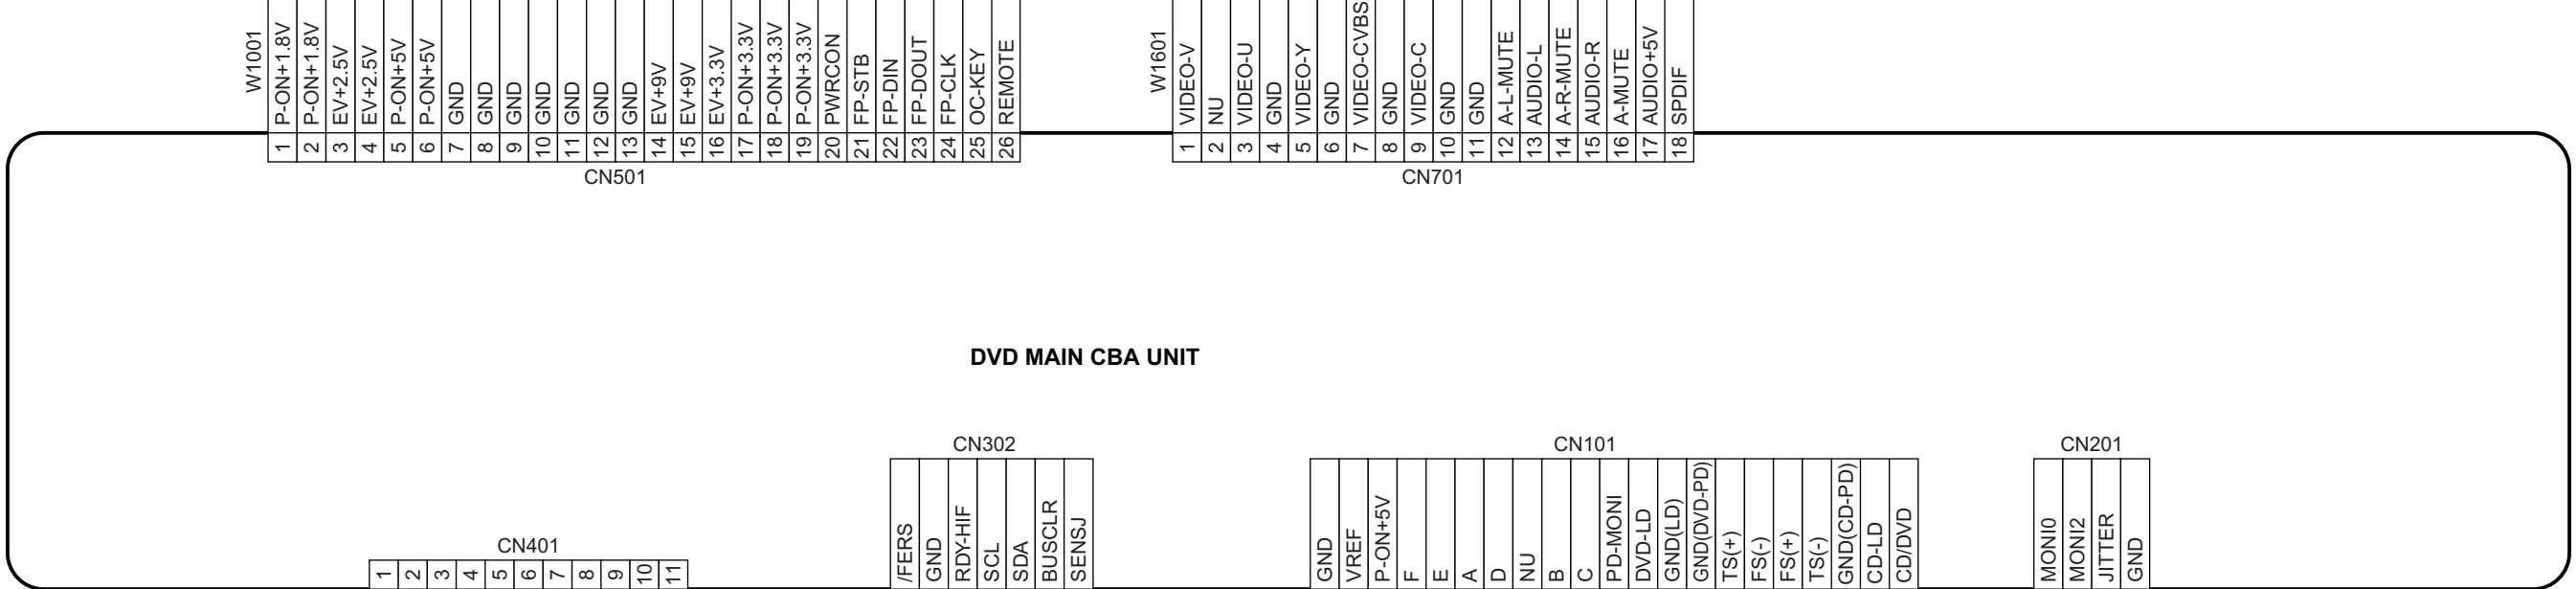 W1001
1 P-ON+1.8V
2 P-ON+1.8V
3 EV+2.5V
4 EV+2.5V
5 P-ON+5V
6 P-ON+5V
7 GND
8 GND
9 GND
10 GND
11 GND
12 GND
13 GND
14 EV+9V
15 EV+9V
16 EV+3.3V
17 P-ON+3.3V
18 P-ON+3.3V
19 P-ON+3.3V
20 PWRCON
21 FP-STB
22 FP-DIN
23 FP-DOUT
24 FP-CLK
25 OC-KEY
26 REMOTE
CN501
W1601
1 VIDEO-V
2 NU
3 VIDEO-U
4 GND
5 VIDEO-Y
6 GND
7 VIDEO-CVBS
8 GND
9 VIDEO-C
10 GND
11 GND
12 A-L-MUTE
13 AUDIO-L
14 A-R-MUTE
15 AUDIO-R
16 A-MUTE
17 AUDIO+5V
18 SPDIF
CN701
DVD MAIN CBA UNIT
CN401
1
2
3
4
5
6
7
8
9
10
11
CN302
/FERS
GND
RDY-HIF
SCL
SDA
BUSCLR
SENSJ
CN101
GND
VREF
P-ON+5V
F
E
A
D
NU
B
C
PD-MONI
DVD-LD
GND(LD)
GND(DVD-PD)
TS(+)
FS(-)
FS(+)
TS(-)
GND(CD-PD)
CD-LD
CD/DVD
CN201
MONI0
MONI2
JITTER
GND